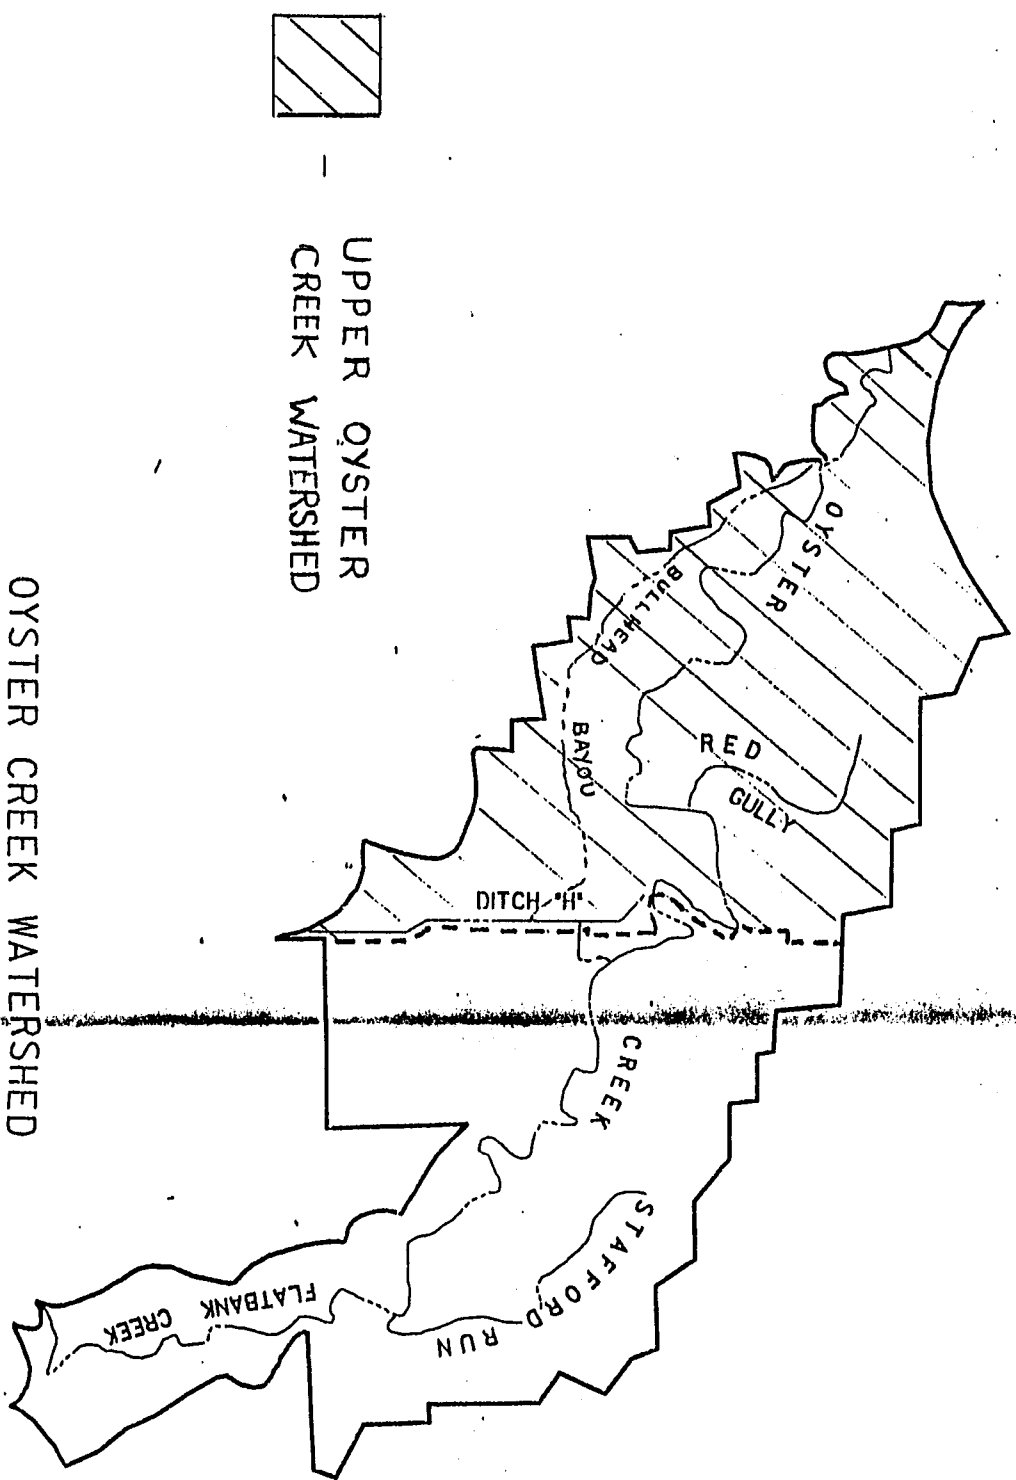 UPPER OYSTER
CREEK WATERSHED
OYSTER
BULLHEAD
BAYOU
RED
GULLY
DITCH "H"
CREEK
STAFFORD RUN
FLATBANK CREEK
OYSTER CREEK WATERSHED